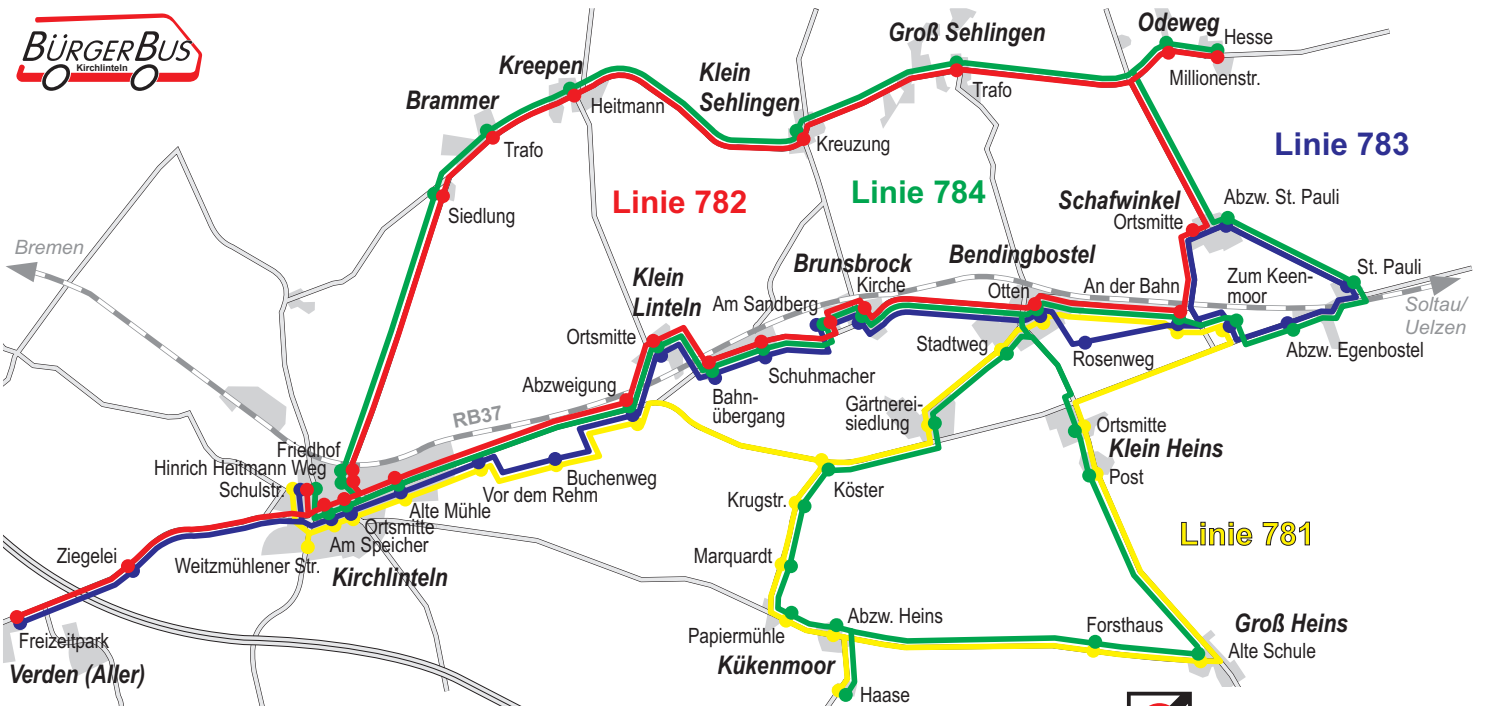 BÜRGERBUS
Kirchlinteln
Odeweg
Hesse
Millionenstr.
Groß Sehlingen
Trafo
Kreepen
Heitmann
Klein
Sehlingen
Kreuzung
Brammer
Trafo
Siedlung
Linie 782
Linie 784
Linie 783
Schafwinkel
Ortsmitte
Abzw. St. Pauli
Bremen
Klein
Linteln
Ortsmitte
Brunsbrock
Kirche
Am Sandberg
Bendingbostel
Otten
An der Bahn
Zum Keen-
moor
St. Pauli
Soltau/
Uelzen
Abzw. Egenbostel
Stadtweg
Rosenweg
Schuhmacher
Bahn-
übergang
Abzweigung
RB37
Gärtnerei-
siedlung
Ortsmitte
Klein Heins
Post
Friedhof
Hinrich Heitmann Weg
Schulstr.
Buchenweg
Vor dem Rehm
Alte Mühle
Ortsmitte
Am Speicher
Weitzmühlener Str.
Kirchlinteln
Ziegelei
Freizeitpark
Verden (Aller)
Köster
Krugstr.
Marquardt
Linie 781
Papiermühle
Kükenmoor
Abzw. Heins
Haase
Forsthaus
Groß Heins
Alte Schule